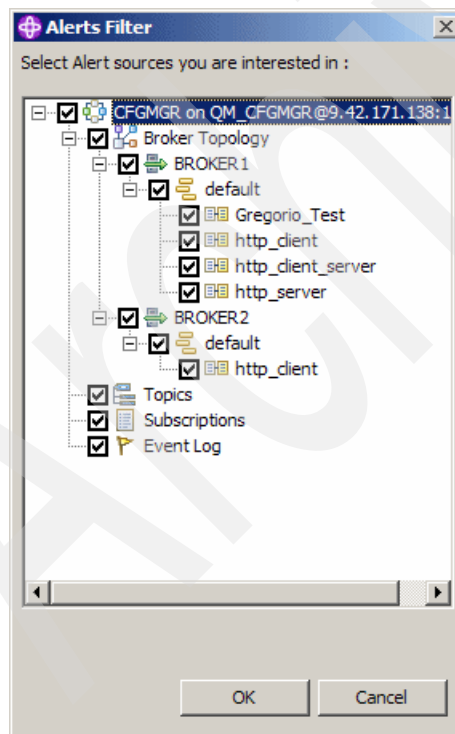 Alerts Filter
Select Alert sources you are interested in :
CFGMGR on QM_CFGMGR@9.42.171.138:1
Broker Topology
BROKER1
default
Gregorio_Test
http_client
http_client_server
http_server
BROKER2
default
http_client
Topics
Subscriptions
Event Log
OK
Cancel